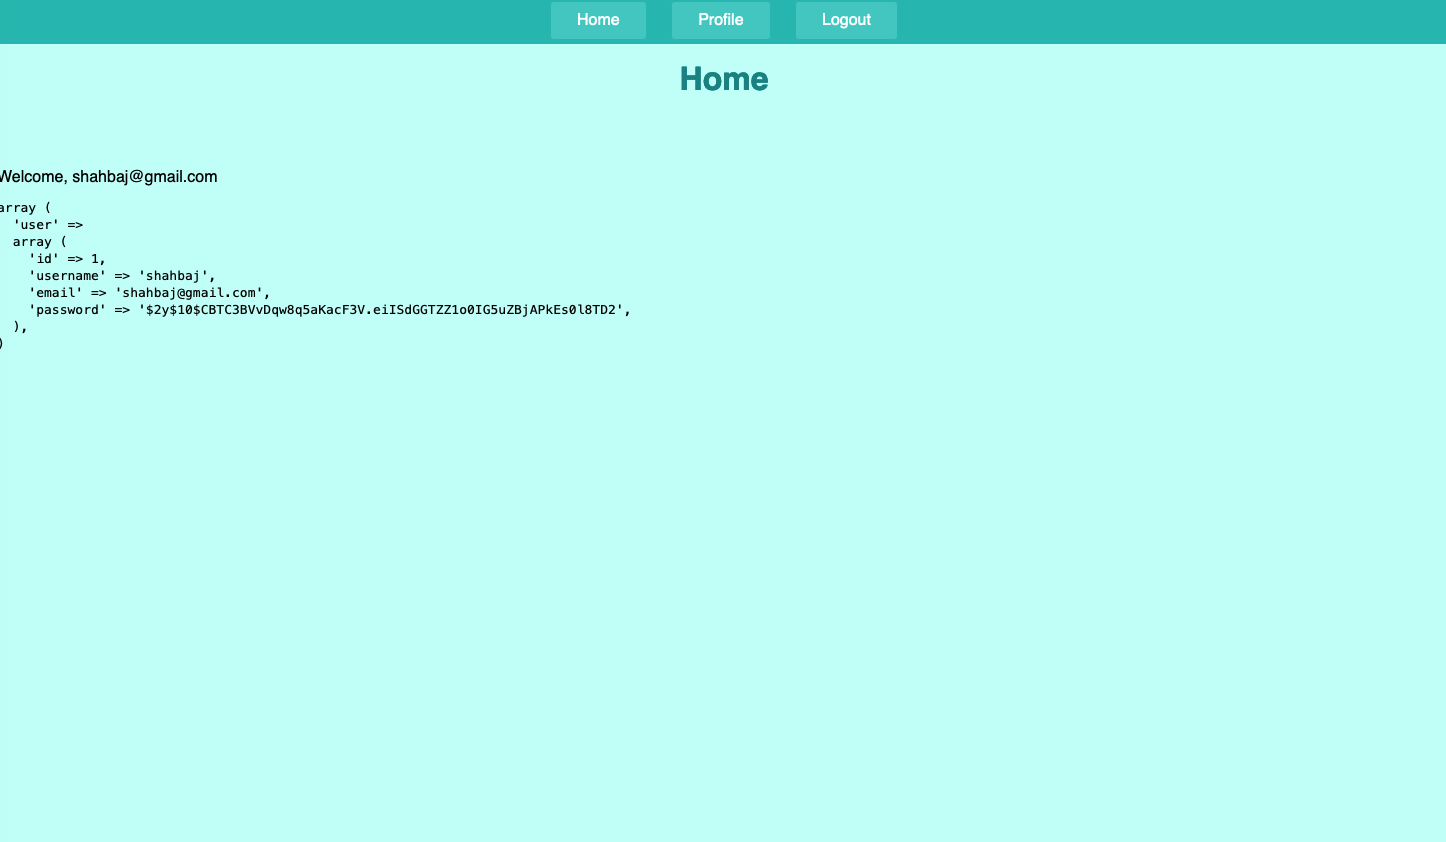 Home Profile Logout
Home
Welcome, shahbaj@gmail.com
array (
  'user' =>
  array (
    'id' => 1,
    'username' => 'shahbaj',
    'email' => 'shahbaj@gmail.com',
    'password' => '$2y$10$CBTC3BVvDqw8q5aKacF3V.eiISdGGTZZ1o0IG5uZBjAPkEs0l8TD2',
  ),
)